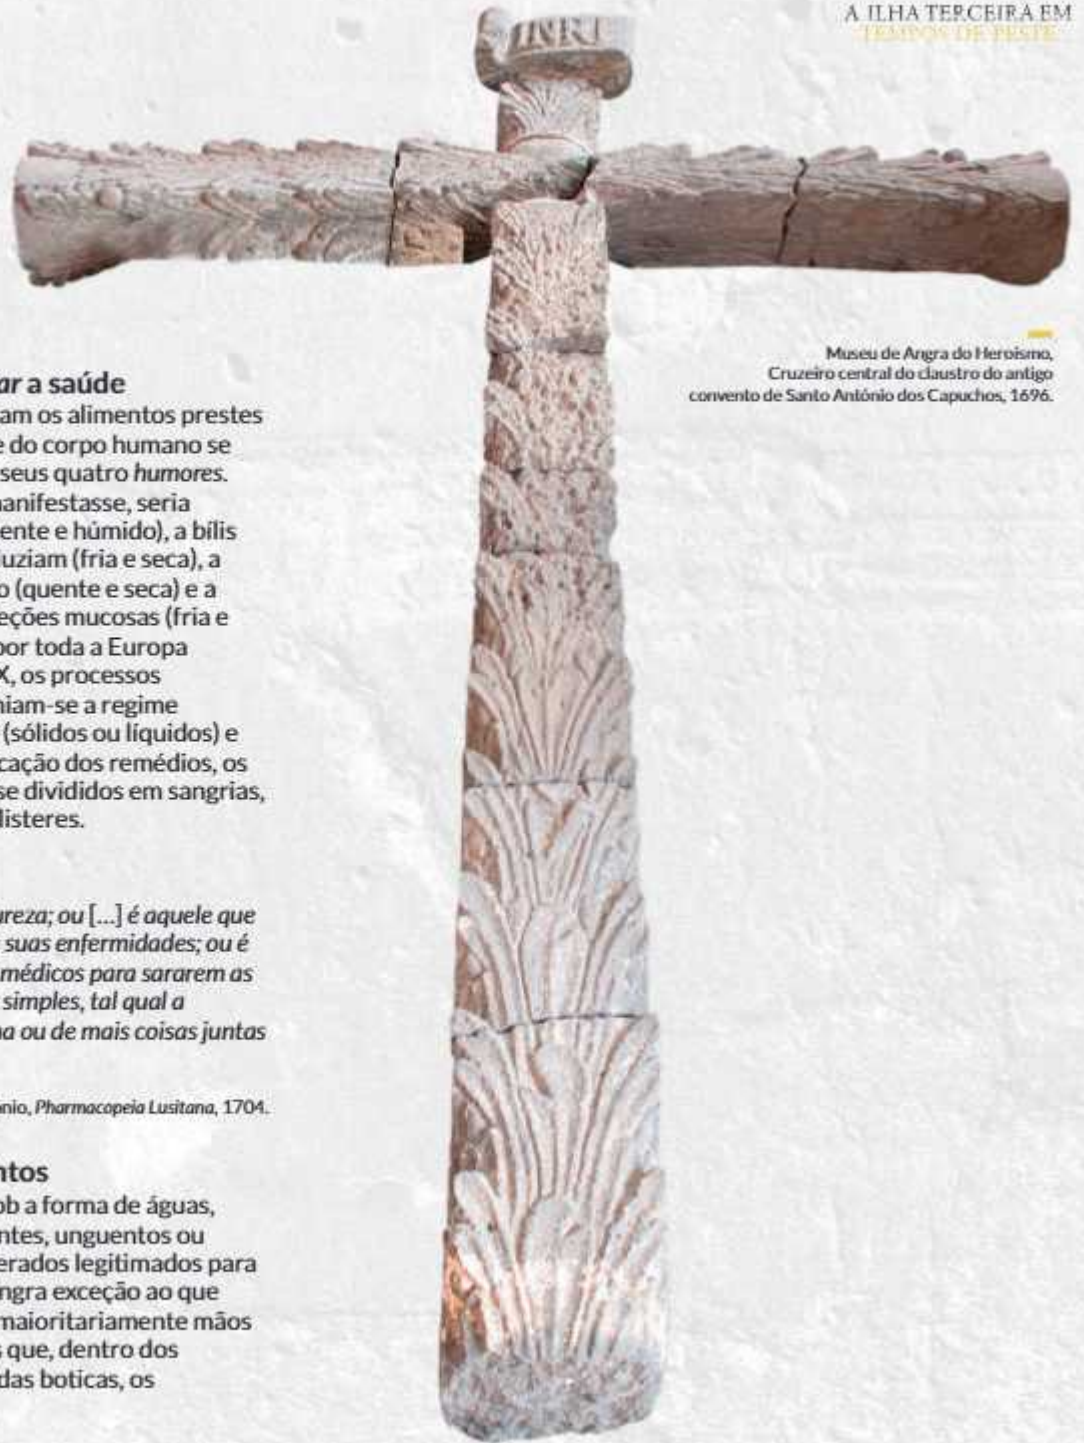 A ILHA TERCEIRA EM
TEMPOS DE PESTE
INRI
Museu de Angra do Heroísmo,
Cruzeiro central do claustro do antigo
convento de Santo António dos Capuchos, 1696.
ar a saúde
am os alimentos prestes
e do corpo humano se
seus quatro humores.
manifestasse, seria
ente e húmido), a bílis
duziam (fria e seca), a
o (quente e seca) e a
eções mucosas (fria e
por toda a Europa
X, os processos
niam-se a regime
(sólidos ou líquidos) e
cação dos remédios, os
se divididos em sangrias,
listeres.
ureza; ou [...] é aquele que
suas enfermidades; ou é
médicos para sararem as
simples, tal qual a
na ou de mais coisas juntas
nio, Pharmacopeia Lusitana, 1704.
ntos
ob a forma de águas,
ntes, unguentos ou
erados legitimados para
ngra exceção ao que
maioritariamente mãos
s que, dentro dos
das boticas, os